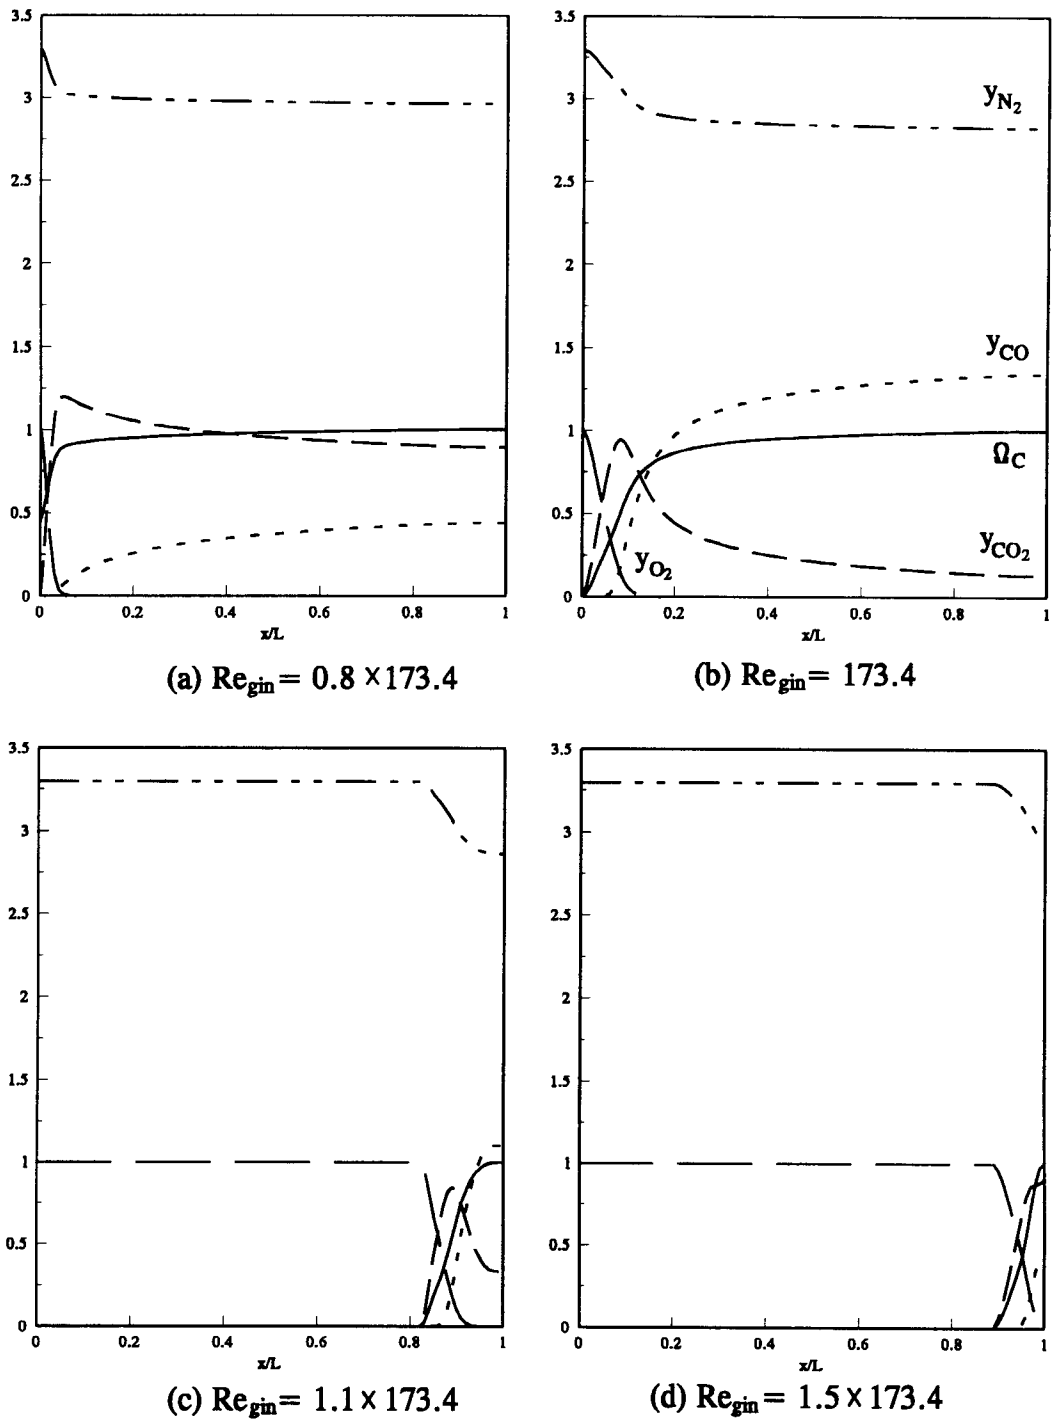 3.5
3
2.5
2
1.5
1
0.5
0
0 0.2 0.4 0.6 0.8 1
x/L
(a) Re_gin = 0.8 × 173.4
3.5
3
2.5
2
1.5
1
0.5
0
y_N2
y_CO
Ω_C
y_CO2
y_O2
0 0.2 0.4 0.6 0.8 1
x/L
(b) Re_gin = 173.4
3.5
3
2.5
2
1.5
1
0.5
0
0 0.2 0.4 0.6 0.8 1
x/L
(c) Re_gin = 1.1 × 173.4
3.5
3
2.5
2
1.5
1
0.5
0
0 0.2 0.4 0.6 0.8 1
x/L
(d) Re_gin = 1.5 × 173.4